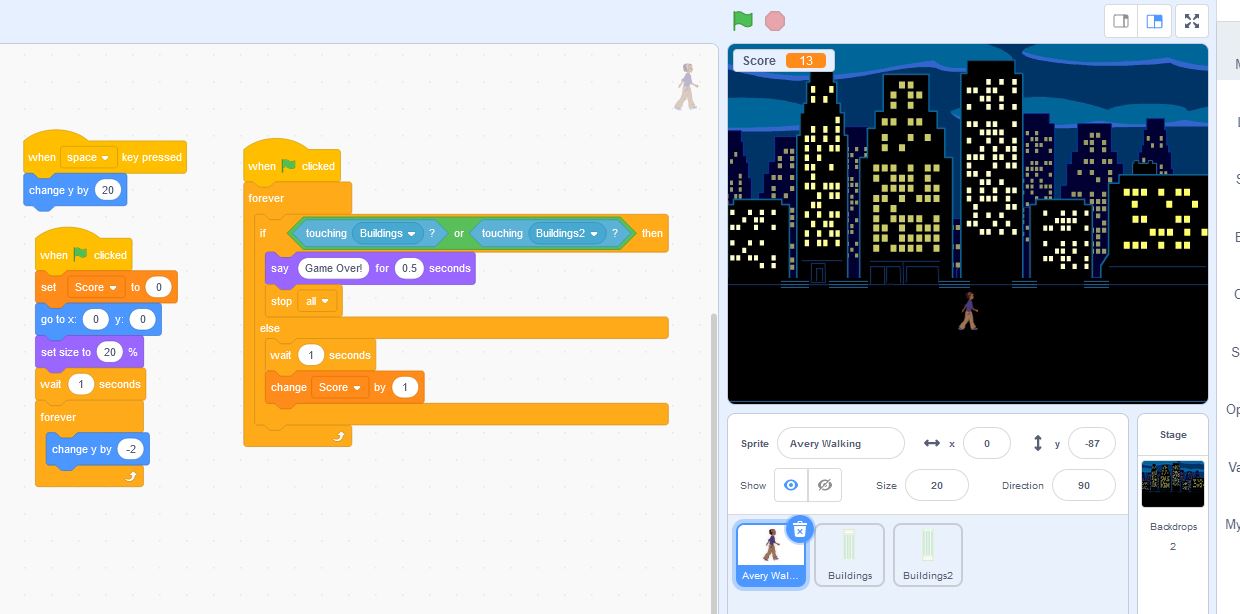 when space key pressed
change y by 20
when clicked
set Score to 0
go to x: 0 y: 0
set size to 20 %
wait 1 seconds
forever
change y by -2
when clicked
forever
if touching Buildings ? or touching Buildings2 ? then
say Game Over! for 0.5 seconds
stop all
else
wait 1 seconds
change Score by 1
Score 13
Sprite Avery Walking x 0 y -87
Show Size 20 Direction 90
Avery Wal...
Buildings
Buildings2
Stage
Backdrops
2
Op
Va
My